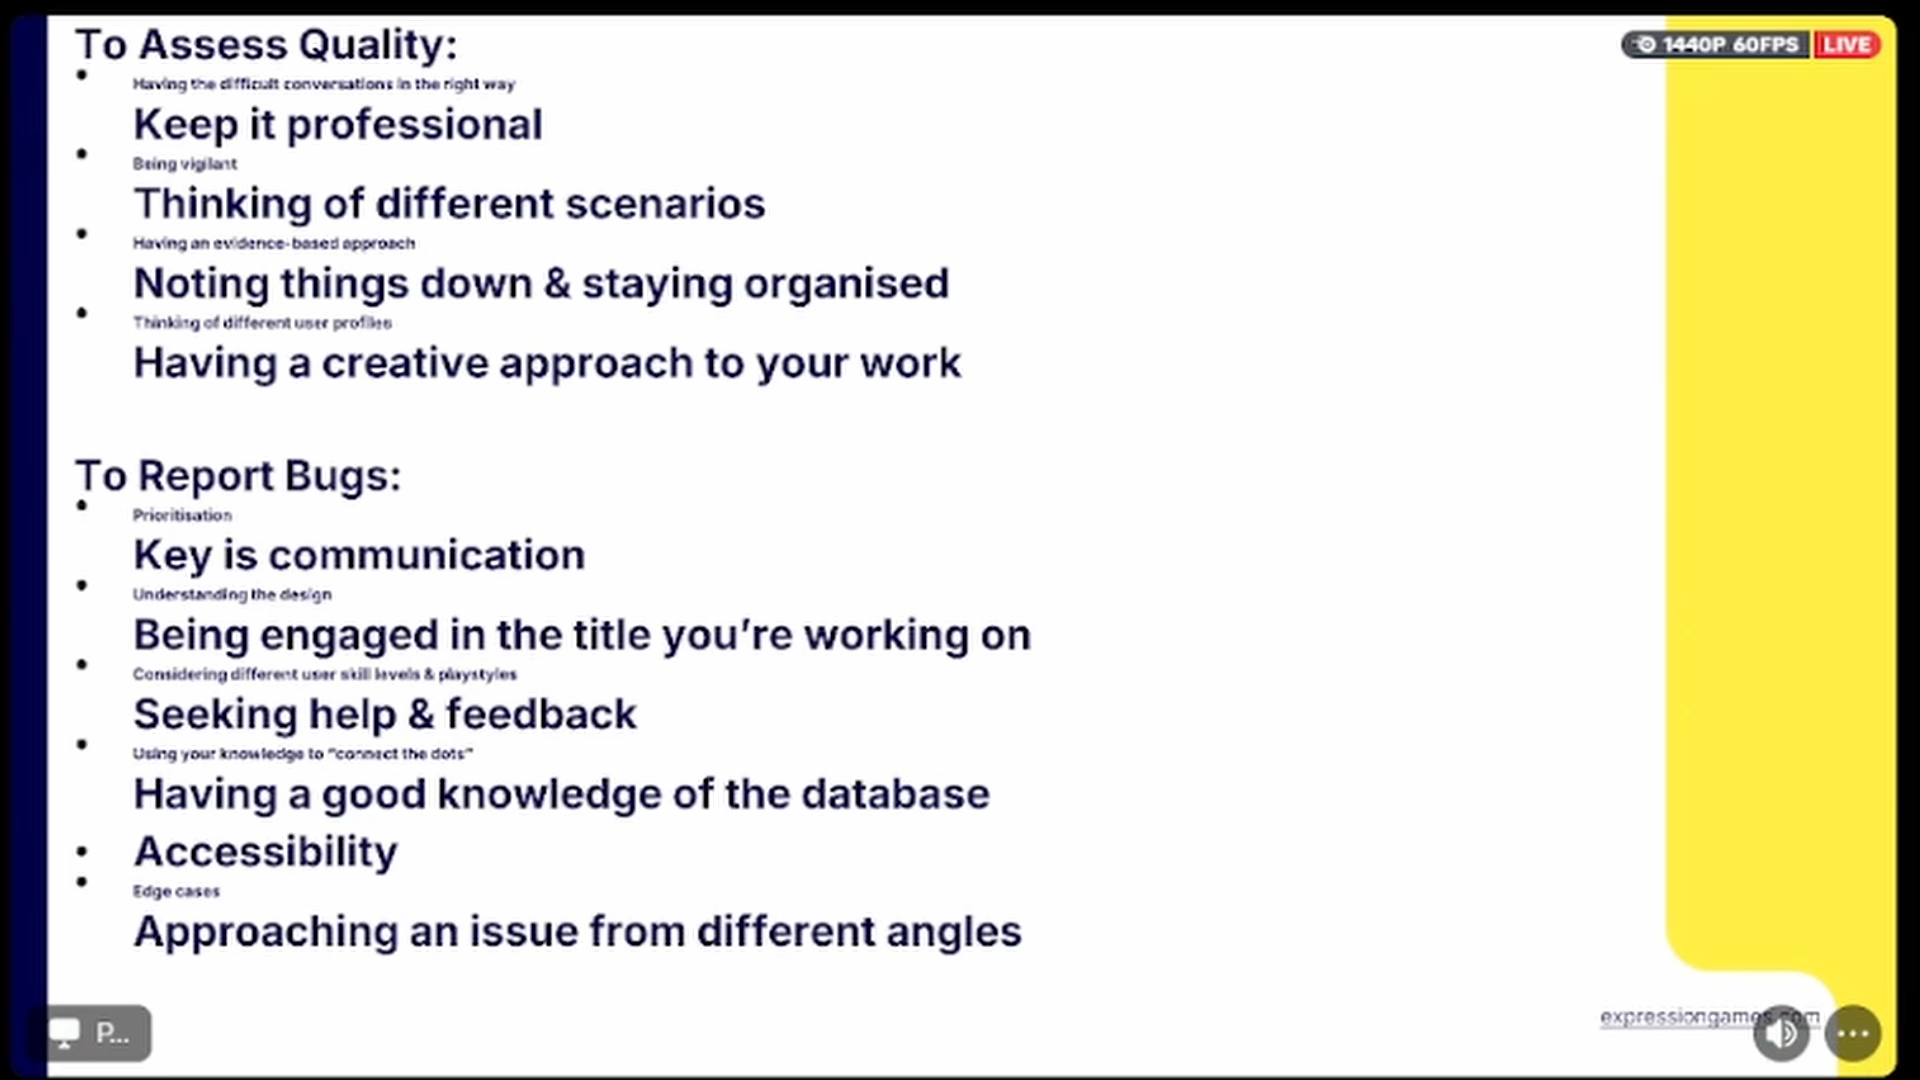 To Assess Quality:
1440P 60FPS LIVE
• Having the difficult conversations in the right way
Keep it professional
• Being vigilant
Thinking of different scenarios
• Having an evidence-based approach
Noting things down & staying organised
• Thinking of different user profiles
Having a creative approach to your work
To Report Bugs:
• Prioritisation
Key is communication
• Understanding the design
Being engaged in the title you’re working on
• Considering different user skill levels & playstyles
Seeking help & feedback
• Using your knowledge to “connect the dots”
Having a good knowledge of the database
• Accessibility
• Edge cases
Approaching an issue from different angles
expressiongames.com
P...